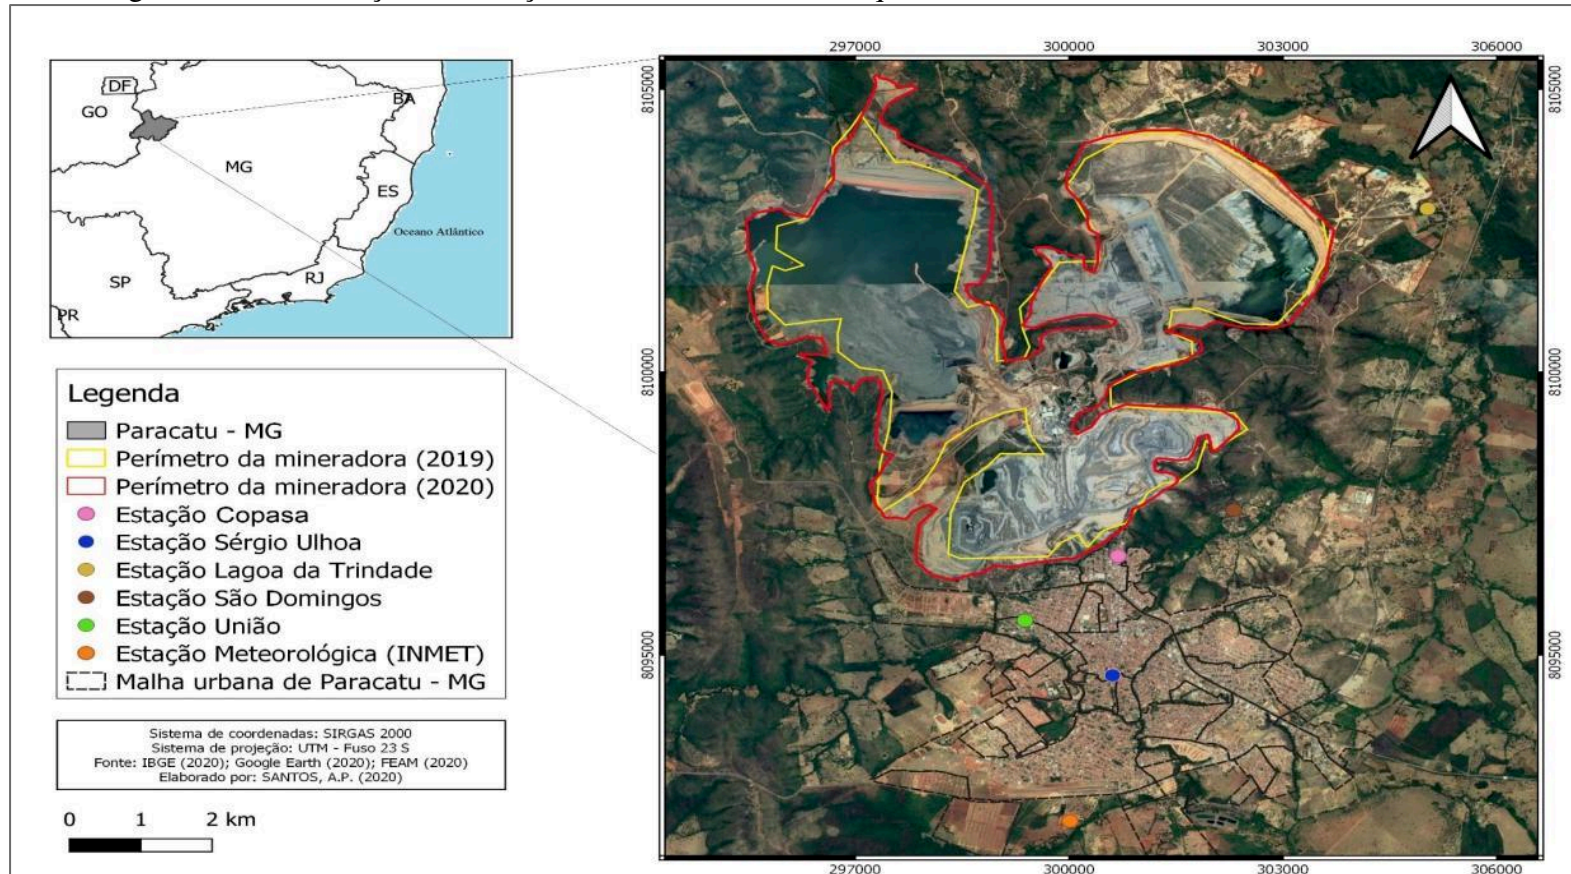 DF
GO
BA
MG
ES
Oceano Atlântico
SP
RJ
PR
Legenda
Paracatu - MG
Perímetro da mineradora (2019)
Perímetro da mineradora (2020)
Estação Copasa
Estação Sérgio Ulhoa
Estação Lagoa da Trindade
Estação São Domingos
Estação União
Estação Meteorológica (INMET)
Malha urbana de Paracatu - MG
Sistema de coordenadas: SIRGAS 2000
Sistema de projeção: UTM - Fuso 23 S
Fonte: IBGE (2020); Google Earth (2020); FEAM (2020)
Elaborado por: SANTOS, A.P. (2020)
0 1 2 km
297000 300000 303000 306000
8105000 8105000
8100000 8100000
8095000 8095000
297000 300000 303000 306000